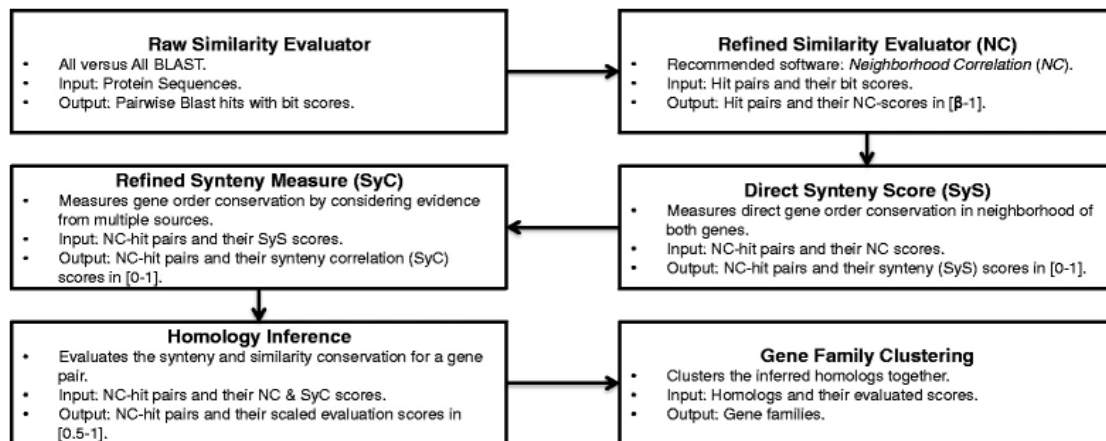 Raw Similarity Evaluator
• All versus All BLAST.
• Input: Protein Sequences.
• Output: Pairwise Blast hits with bit scores.
Refined Similarity Evaluator (NC)
• Recommended software: Neighborhood Correlation (NC).
• Input: Hit pairs and their bit scores.
• Output: Hit pairs and their NC-scores in [β-1].
Direct Synteny Score (SyS)
• Measures direct gene order conservation in neighborhood of
both genes.
• Input: NC-hit pairs and their NC scores.
• Output: NC-hit pairs and their synteny (SyS) scores in [0-1].
Refined Synteny Measure (SyC)
• Measures gene order conservation by considering evidence
from multiple sources.
• Input: NC-hit pairs and their SyS scores.
• Output: NC-hit pairs and their synteny correlation (SyC)
scores in [0-1].
Homology Inference
• Evaluates the synteny and similarity conservation for a gene
pair.
• Input: NC-hit pairs and their NC & SyC scores.
• Output: NC-hit pairs and their scaled evaluation scores in
[0.5-1].
Gene Family Clustering
• Clusters the inferred homologs together.
• Input: Homologs and their evaluated scores.
• Output: Gene families.